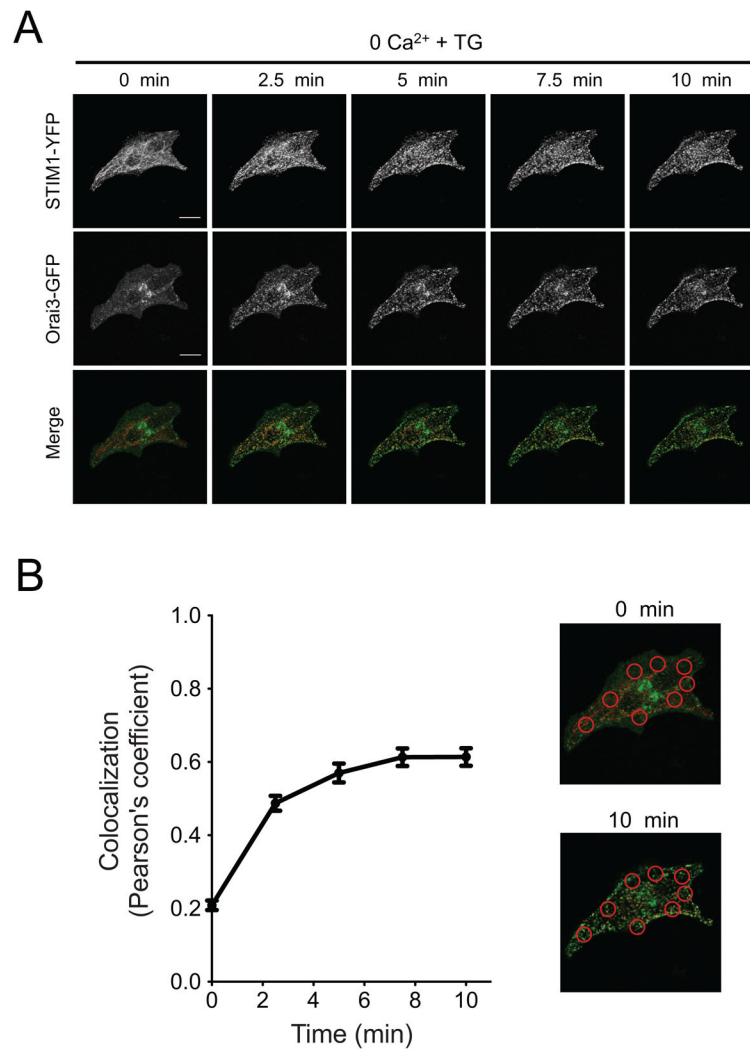 A
0 Ca²⁺ + TG
0 min 2.5 min 5 min 7.5 min 10 min
STIM1-YFP
Orai3-GFP
Merge
B
Colocalization
(Pearson's coefficient)
1.0
0.8
0.6
0.4
0.2
0.0
0 2 4 6 8 10
Time (min)
0 min
10 min